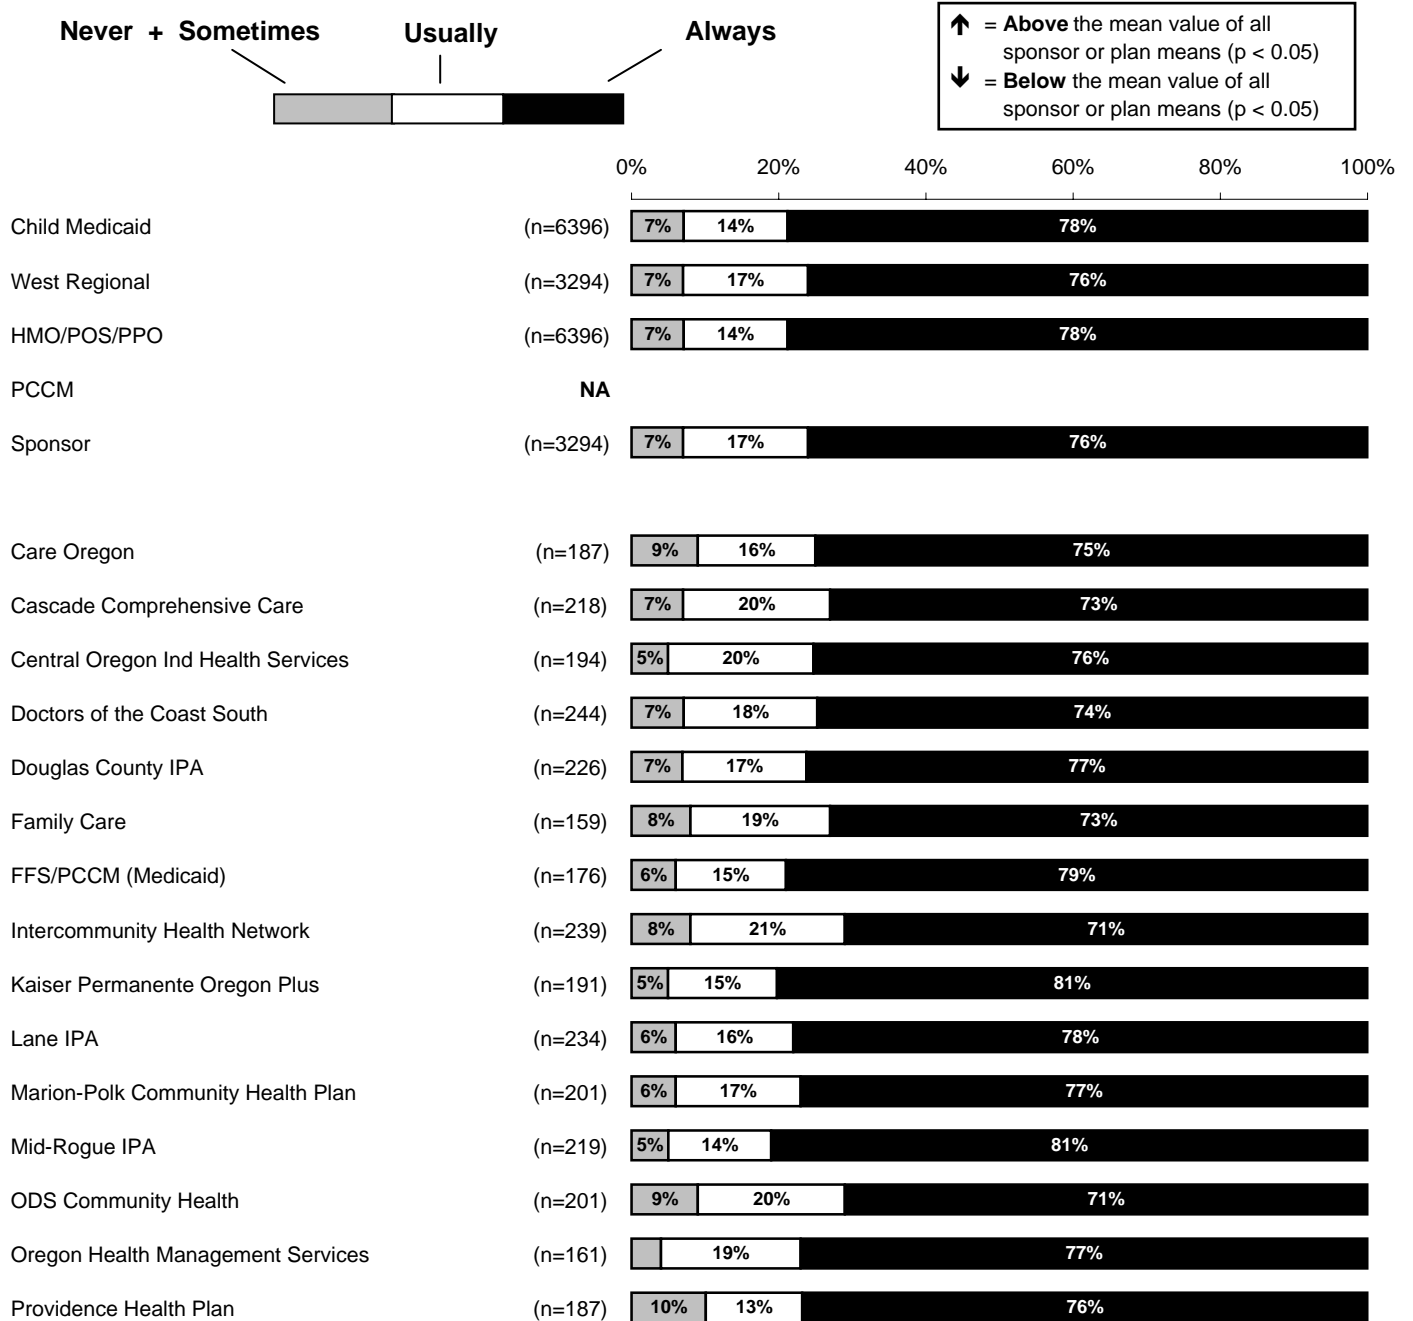 Never + Sometimes Usually Always
↑ = Above the mean value of all
sponsor or plan means (p < 0.05)
↓ = Below the mean value of all
sponsor or plan means (p < 0.05)
0% 20% 40% 60% 80% 100%
Child Medicaid (n=6396) 7% 14% 78%
West Regional (n=3294) 7% 17% 76%
HMO/POS/PPO (n=6396) 7% 14% 78%
PCCM NA
Sponsor (n=3294) 7% 17% 76%
Care Oregon (n=187) 9% 16% 75%
Cascade Comprehensive Care (n=218) 7% 20% 73%
Central Oregon Ind Health Services (n=194) 5% 20% 76%
Doctors of the Coast South (n=244) 7% 18% 74%
Douglas County IPA (n=226) 7% 17% 77%
Family Care (n=159) 8% 19% 73%
FFS/PCCM (Medicaid) (n=176) 6% 15% 79%
Intercommunity Health Network (n=239) 8% 21% 71%
Kaiser Permanente Oregon Plus (n=191) 5% 15% 81%
Lane IPA (n=234) 6% 16% 78%
Marion-Polk Community Health Plan (n=201) 6% 17% 77%
Mid-Rogue IPA (n=219) 5% 14% 81%
ODS Community Health (n=201) 9% 20% 71%
Oregon Health Management Services (n=161) 19% 77%
Providence Health Plan (n=187) 10% 13% 76%